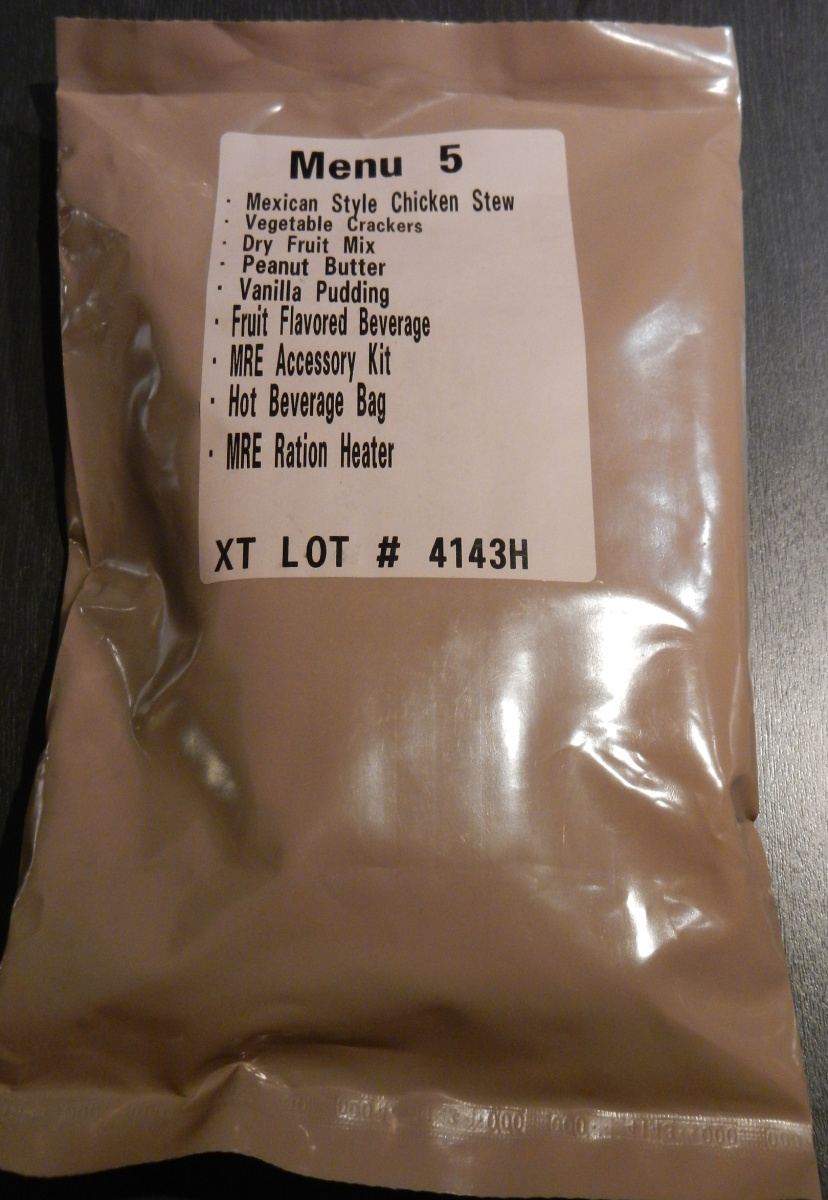 Menu 5
· Mexican Style Chicken Stew
· Vegetable Crackers
· Dry Fruit Mix
· Peanut Butter
· Vanilla Pudding
· Fruit Flavored Beverage
· MRE Accessory Kit
· Hot Beverage Bag
· MRE Ration Heater
XT LOT # 4143H